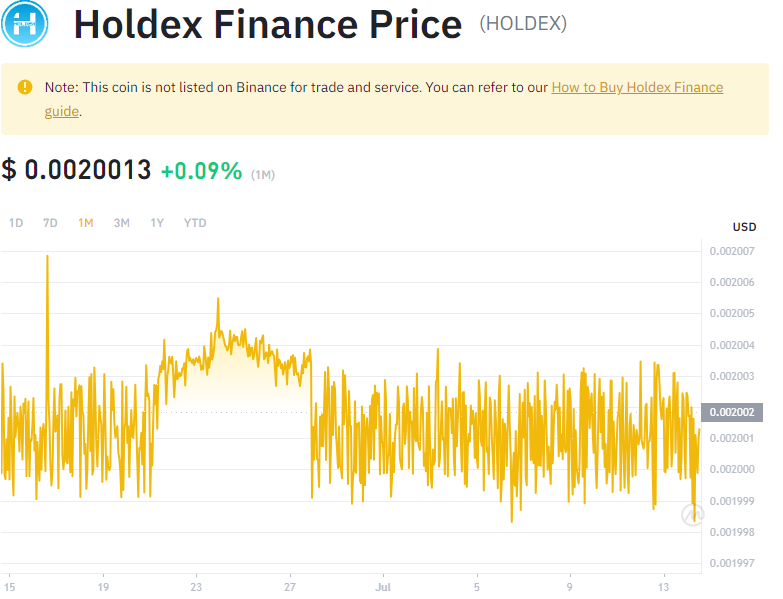 Holdex Finance Price (HOLDEX)
Note: This coin is not listed on Binance for trade and service. You can refer to our How to Buy Holdex Finance
guide.
$ 0.0020013 +0.09% (1M)
1D 7D 1M 3M 1Y YTD
USD
0.002007
0.002006
0.002005
0.002004
0.002003
0.002002
0.002001
0.002000
0.001999
0.001998
0.001997
15 19 23 27 Jul 5 9 13